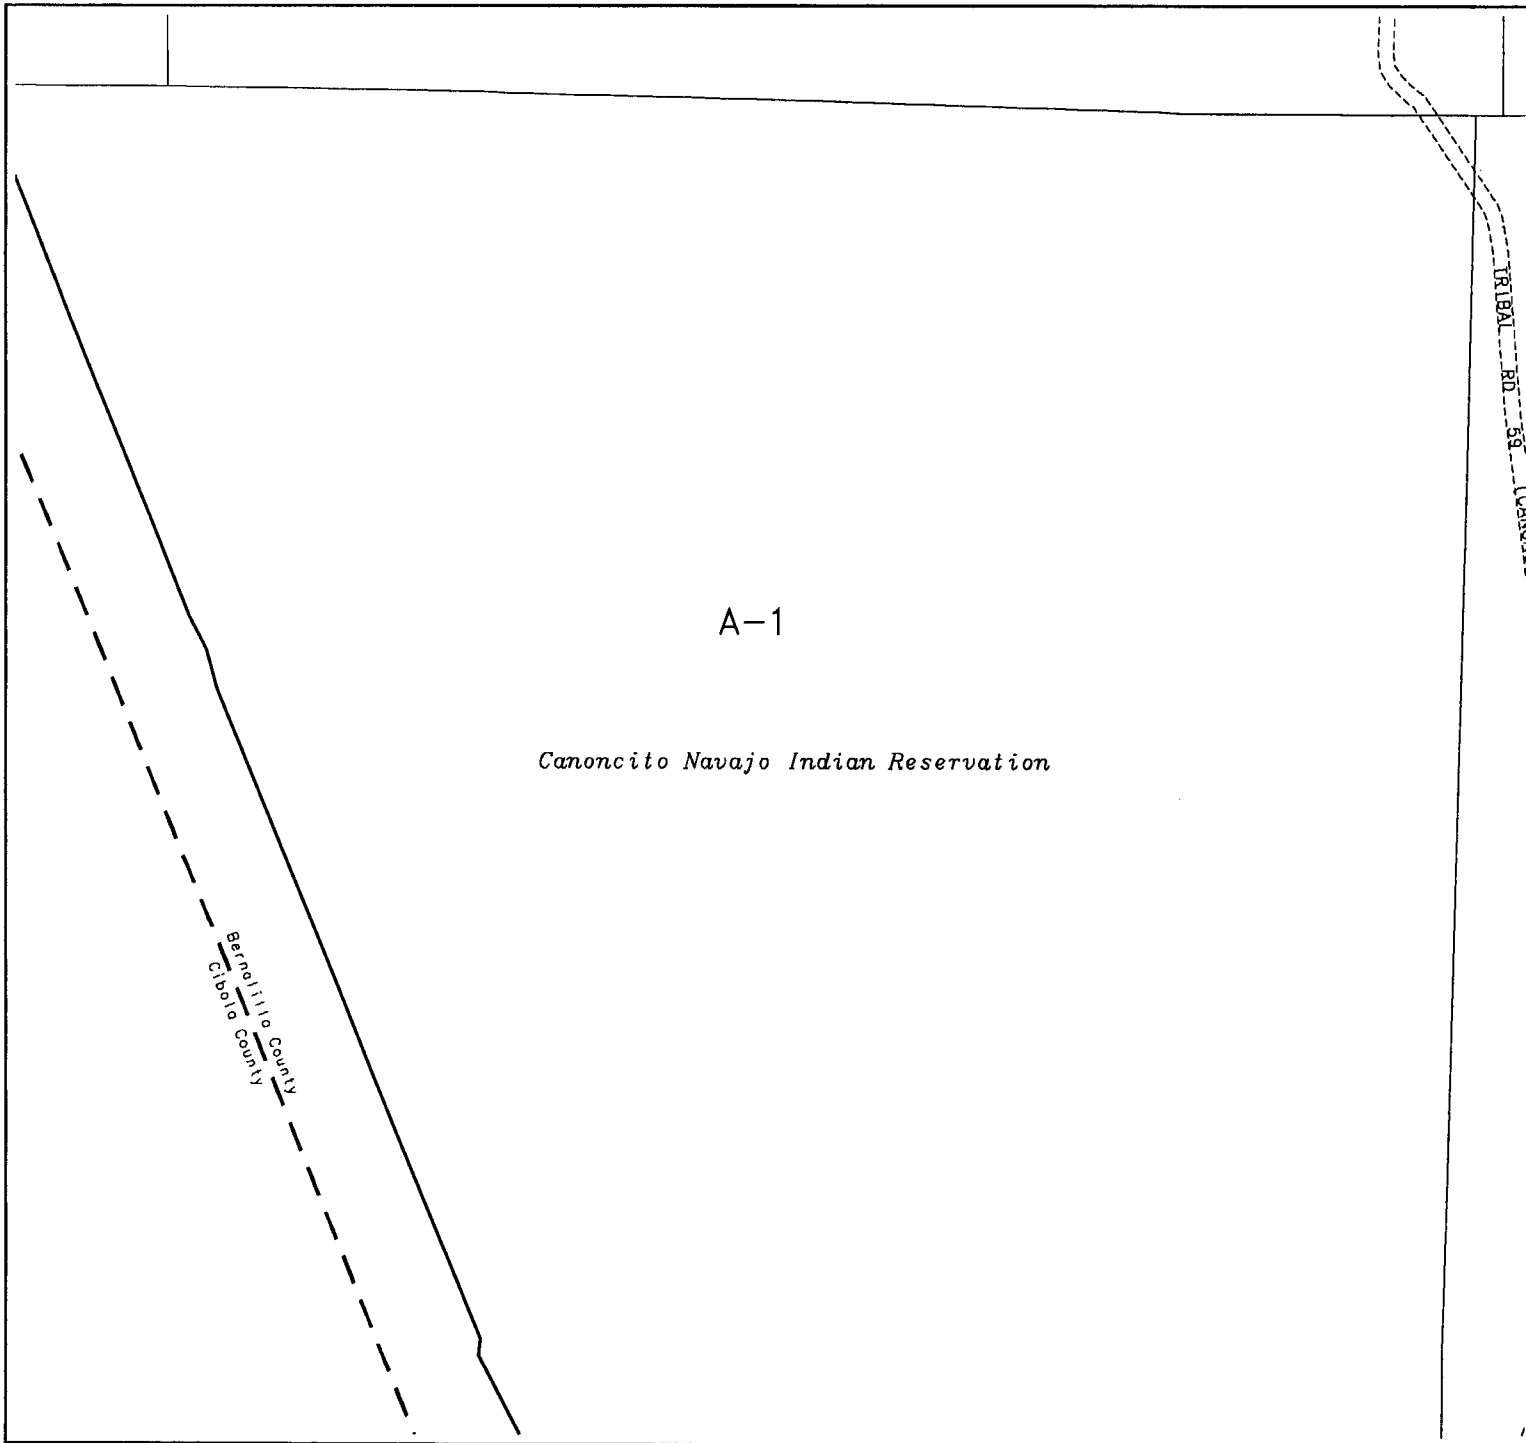 TRIBAL RD 59
A-1
Canoncito Navajo Indian Reservation
Bernalillo County
Cibola County